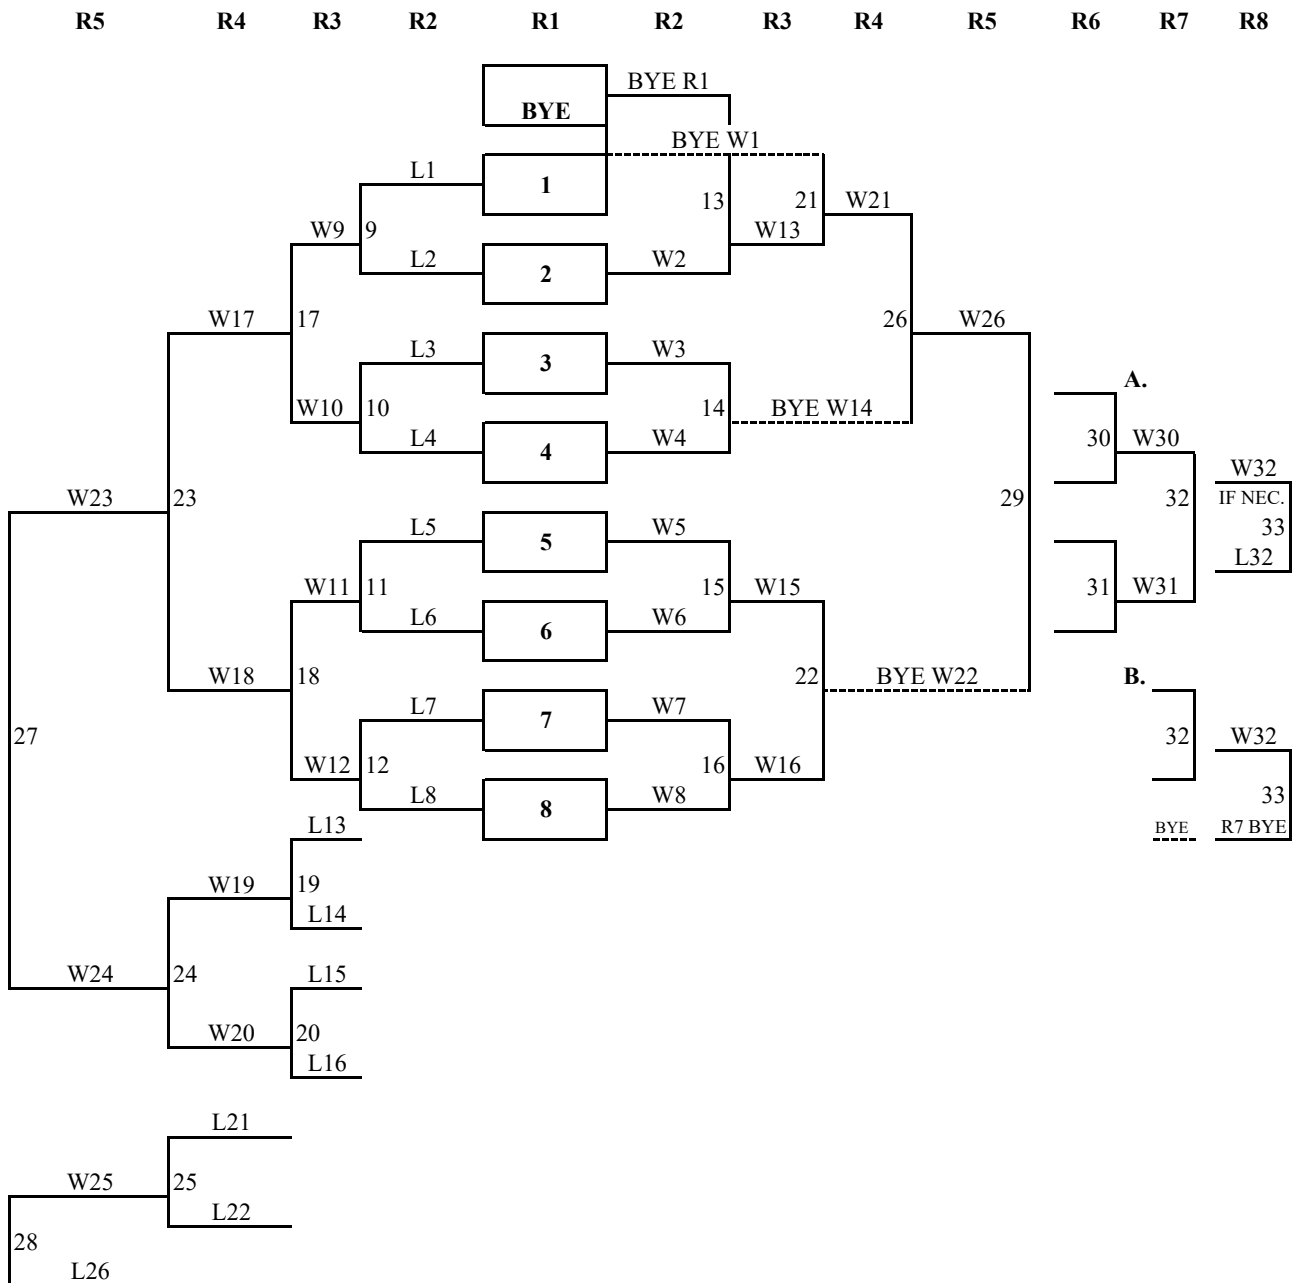 R5 R4 R3 R2 R1 R2 R3 R4 R5 R6 R7 R8
BYE R1
BYE
BYE W1
L1 1
13 21 W21
W9 9 W13
L2 2 W2
W17 17 26 W26
L3 3 W3
A.
W10 10 14 BYE W14
L4 4 W4 30 W30
W32
W23 23 29 32 IF NEC.
L5 5 W5 33
L32
W11 11 15 W15 31 W31
L6 6 W6
W18 18 22 BYE W22 B.
L7 7 W7
27 32 W32
W12 12 16 W16
L8 8 W8 33
L13 BYE R7 BYE
W19 19
L14
W24 24 L15
W20 20
L16
L21
W25 25
L22
28
L26